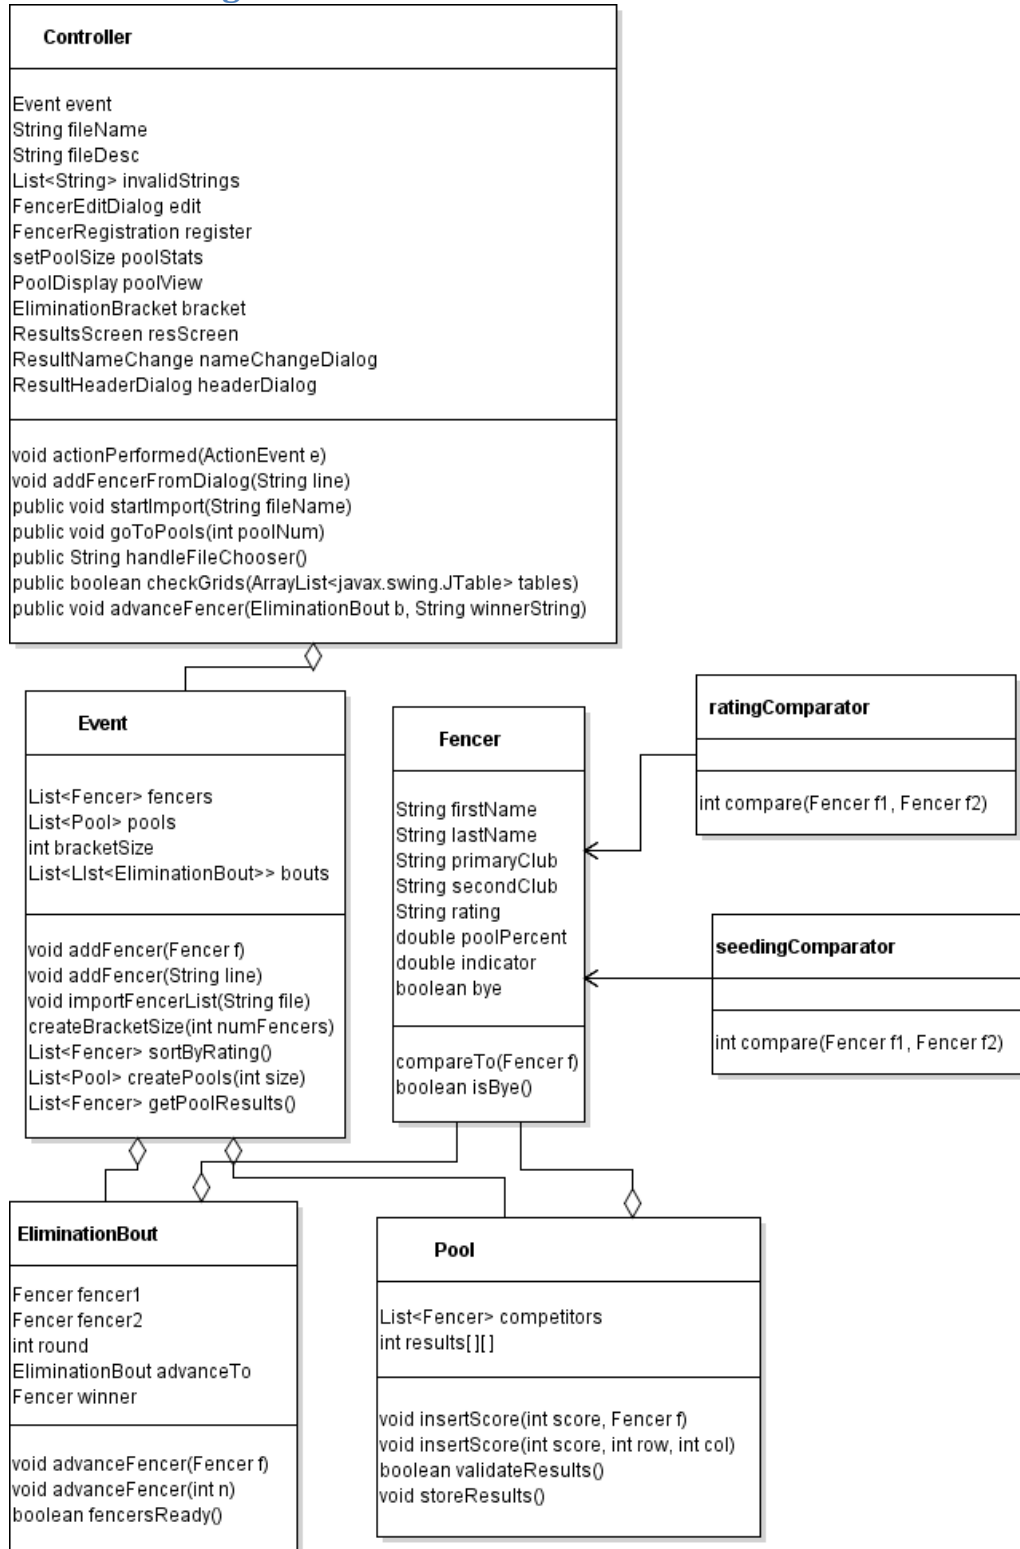 Controller
Event event
String fileName
String fileDesc
List<String> invalidStrings
FencerEditDialog edit
FencerRegistration register
setPoolSize poolStats
PoolDisplay poolView
EliminationBracket bracket
ResultsScreen resScreen
ResultNameChange nameChangeDialog
ResultHeaderDialog headerDialog
void actionPerformed(ActionEvent e)
void addFencerFromDialog(String line)
public void startImport(String fileName)
public void goToPools(int poolNum)
public String handleFileChooser()
public boolean checkGrids(ArrayList<javax.swing.JTable> tables)
public void advanceFencer(EliminationBout b, String winnerString)
Event
List<Fencer> fencers
List<Pool> pools
int bracketSize
List<LIst<EliminationBout>> bouts
void addFencer(Fencer f)
void addFencer(String line)
void importFencerList(String file)
createBracketSize(int numFencers)
List<Fencer> sortByRating()
List<Pool> createPools(int size)
List<Fencer> getPoolResults()
Fencer
String firstName
String lastName
String primaryClub
String secondClub
String rating
double poolPercent
double indicator
boolean bye
compareTo(Fencer f)
boolean isBye()
ratingComparator
int compare(Fencer f1, Fencer f2)
seedingComparator
int compare(Fencer f1, Fencer f2)
EliminationBout
Fencer fencer1
Fencer fencer2
int round
EliminationBout advanceTo
Fencer winner
void advanceFencer(Fencer f)
void advanceFencer(int n)
boolean fencersReady()
Pool
List<Fencer> competitors
int results[][]
void insertScore(int score, Fencer f)
void insertScore(int score, int row, int col)
boolean validateResults()
void storeResults()